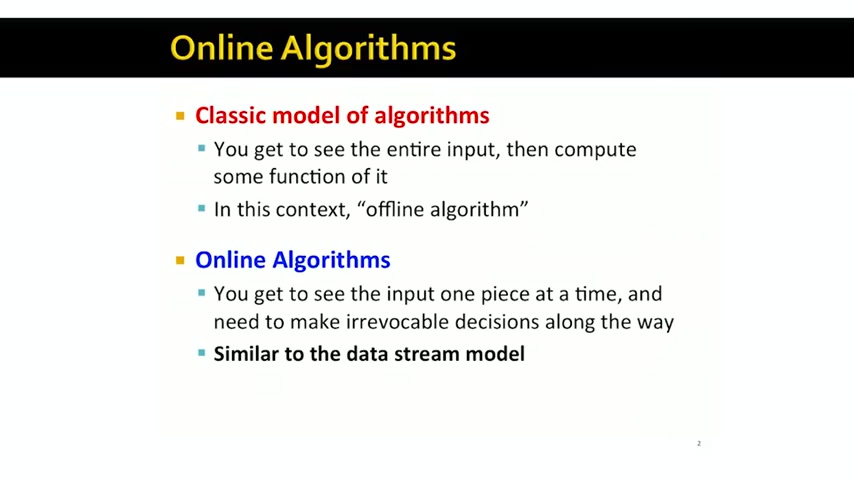 Online Algorithms
Classic model of algorithms
You get to see the entire input, then compute
some function of it
In this context, “offline algorithm”
Online Algorithms
You get to see the input one piece at a time, and
need to make irrevocable decisions along the way
Similar to the data stream model
2